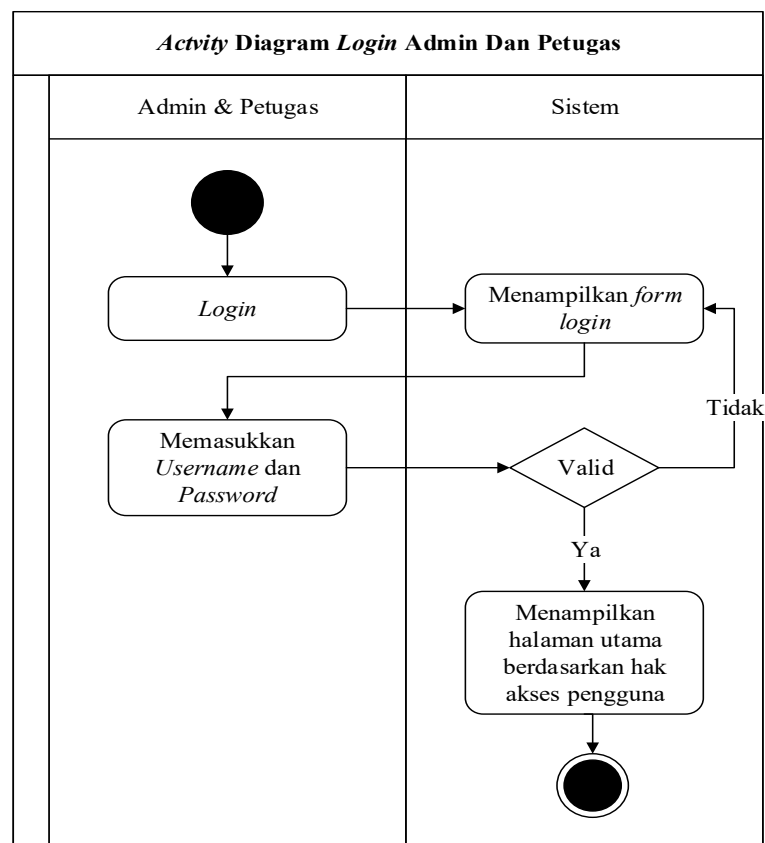 Actvity Diagram Login Admin Dan Petugas
Admin & Petugas
Sistem
Login
Menampilkan form
login
Tidak
Memasukkan
Username dan
Password
Valid
Ya
Menampilkan
halaman utama
berdasarkan hak
akses pengguna